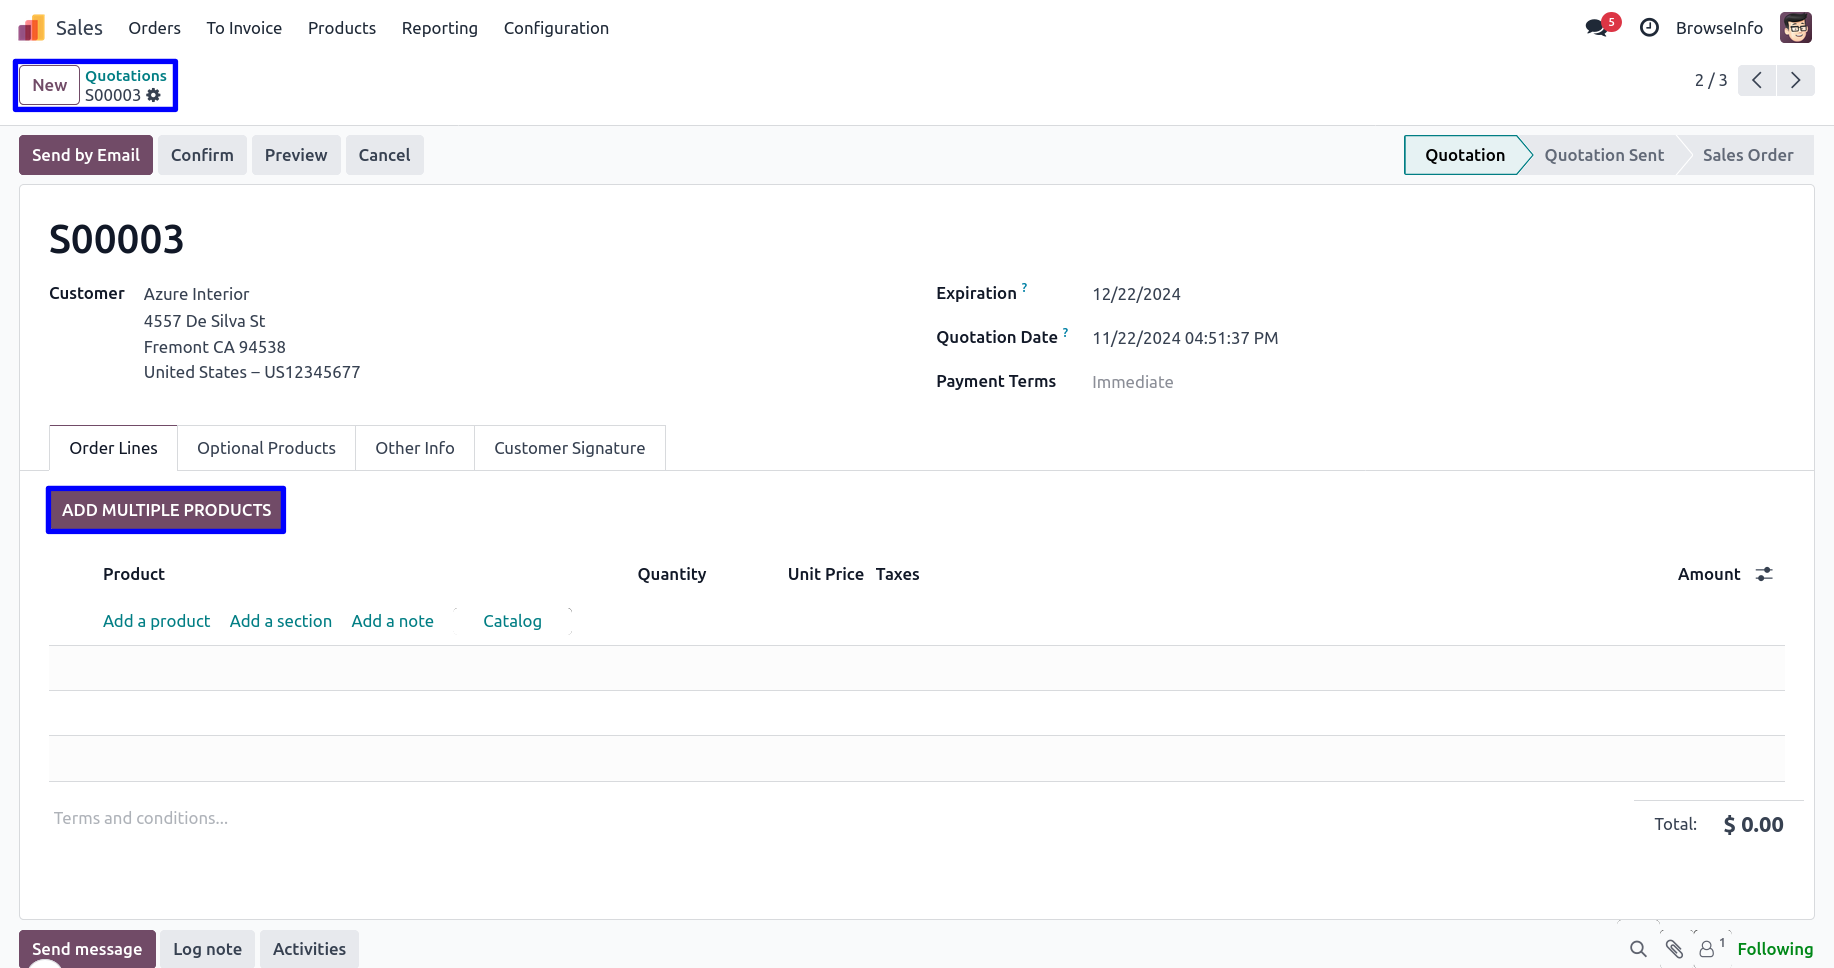 Sales Orders To Invoice Products Reporting Configuration 5 BrowseInfo
New Quotations
S00003 2 / 3
Send by Email Confirm Preview Cancel Quotation Quotation Sent Sales Order
S00003
Customer Azure Interior Expiration ? 12/22/2024
4557 De Silva St
Fremont CA 94538 Quotation Date ? 11/22/2024 04:51:37 PM
United States – US12345677 Payment Terms Immediate
Order Lines Optional Products Other Info Customer Signature
ADD MULTIPLE PRODUCTS
Product Quantity Unit Price Taxes Amount
Add a product Add a section Add a note Catalog
Terms and conditions...
Total: $ 0.00
Send message Log note Activities 1 Following